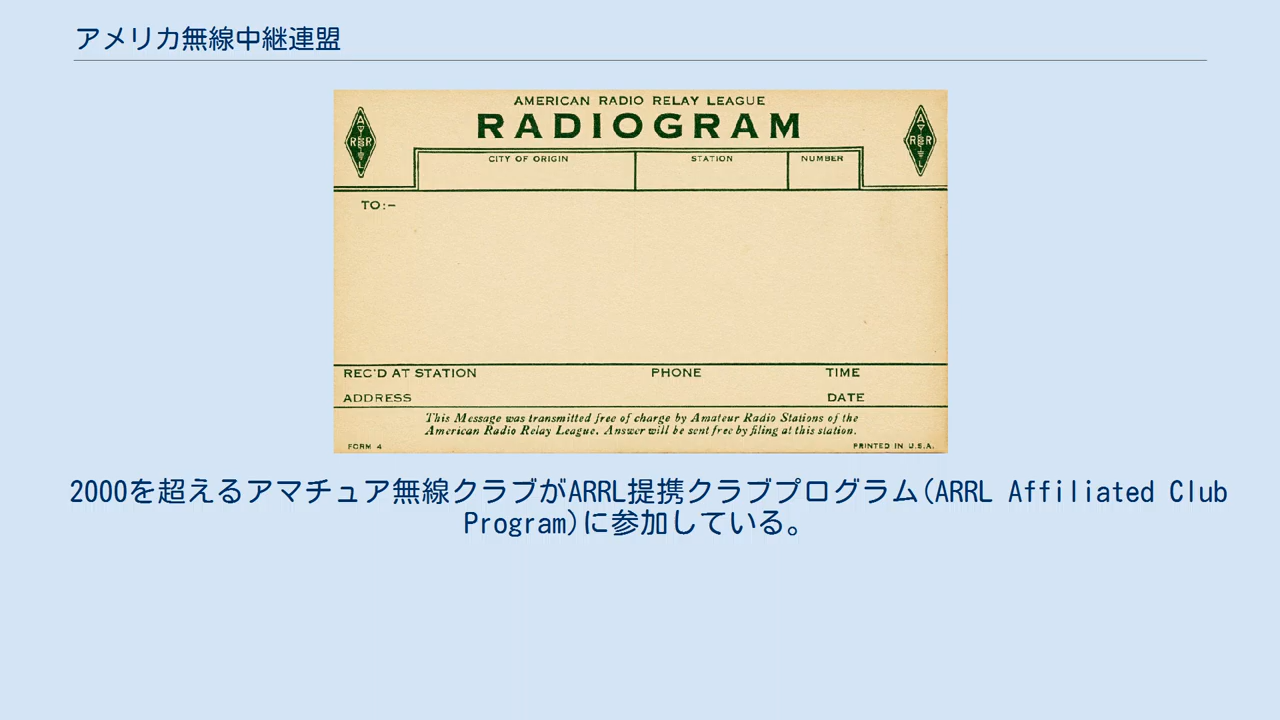 アメリカ無線中継連盟
AMERICAN RADIO RELAY LEAGUE
RADIOGRAM
A
R R
L
A
R R
L
CITY OF ORIGIN STATION NUMBER
TO:-
REC'D AT STATION PHONE TIME
ADDRESS DATE
This Message was transmitted free of charge by Amateur Radio Stations of the
American Radio Relay League. Answer will be sent free by filing at this station.
FORM 4 PRINTED IN U.S.A.
2000を超えるアマチュア無線クラブがARRL提携クラブプログラム(ARRL Affiliated Club
Program)に参加している。